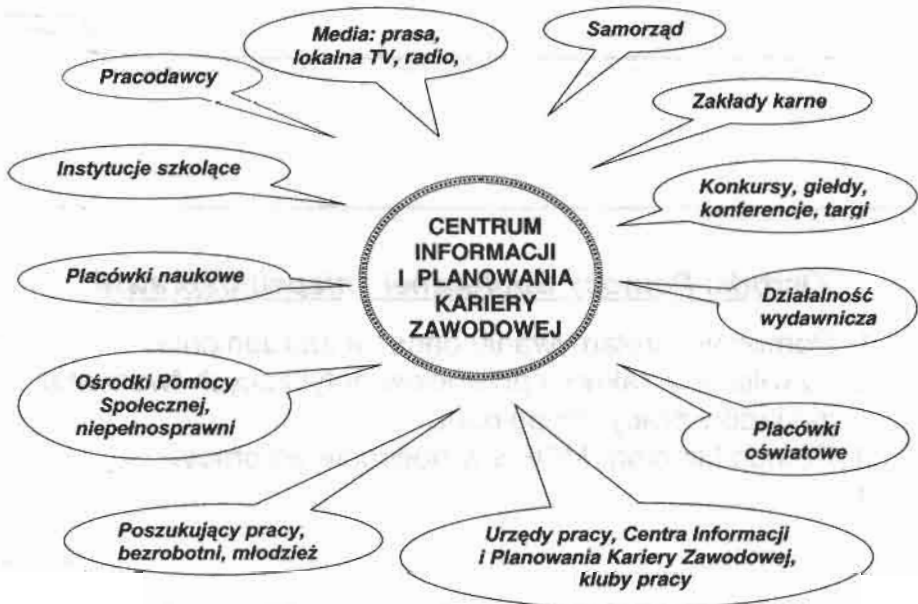 Media: prasa,
lokalna TV, radio,
Samorząd
Pracodawcy
Zakłady karne
Instytucje szkolące
Konkursy, giełdy,
konferencje, targi
CENTRUM
INFORMACJI
I PLANOWANIA
KARIERY
ZAWODOWEJ
Placówki naukowe
Działalność
wydawnicza
Ośrodki Pomocy
Społecznej,
niepełnosprawni
Placówki
oświatowe
Poszukujący pracy,
bezrobotni, młodzież
Urzędy pracy, Centra Informacji
i Planowania Kariery Zawodowej,
kluby pracy